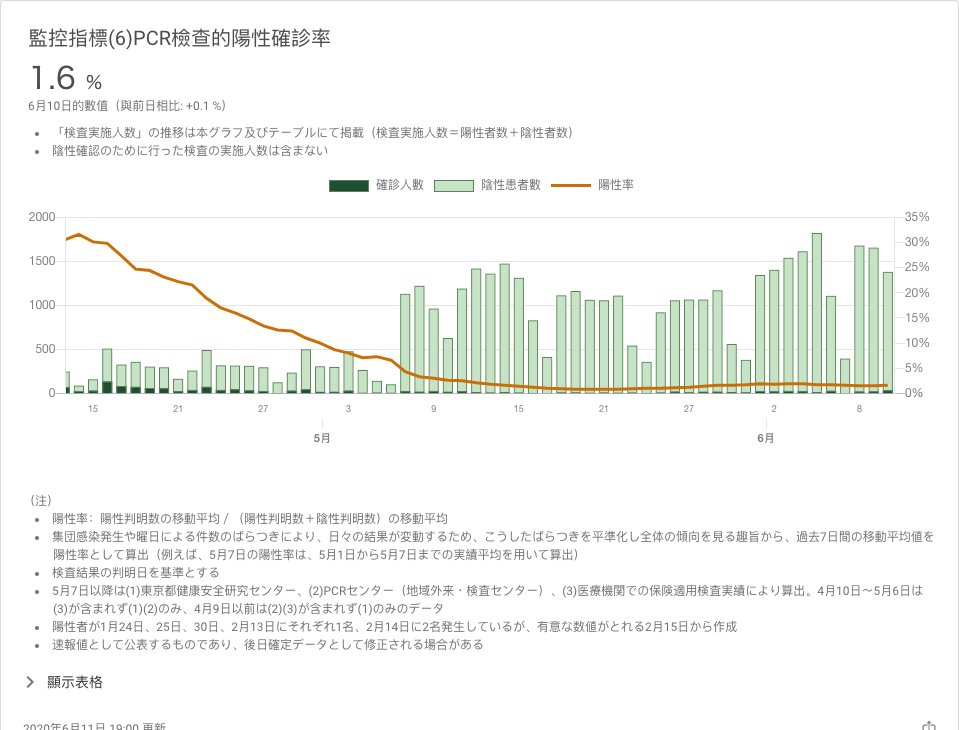 監控指標(6)PCR檢查的陽性確診率
1.6 %
6月10日的數值（與前日相比: +0.1 %）
「検査実施人数」の推移は本グラフ及びテーブルにて掲載（検査実施人数＝陽性者数＋陰性者数）
陰性確認のために行った検査の実施人数は含まない
確診人數 陰性患者數 陽性率
2000 35%
30%
1500
25%
20%
1000
15%
500 10%
5%
0 0%
15 21 27 3 9 15 21 27 2 8
5月 6月
（注）
陽性率：陽性判明数の移動平均 / （陽性判明数＋陰性判明数）の移動平均
集団感染発生や曜日による件数のばらつきにより、日々の結果が変動するため、こうしたばらつきを平準化し全体の傾向を見る趣旨から、過去7日間の移動平均値を
陽性率として算出（例えば、5月7日の陽性率は、5月1日から5月7日までの実績平均を用いて算出）
検査結果の判明日を基準とする
5月7日以降は(1)東京都健康安全研究センター、(2)PCRセンター（地域外来・検査センター）、(3)医療機関での保険適用検査実績により算出。4月10日～5月6日は
(3)が含まれず(1)(2)のみ、4月9日以前は(2)(3)が含まれず(1)のみのデータ
陽性者が1月24日、25日、30日、2月13日にそれぞれ1名、2月14日に2名発生しているが、有意な数値がとれる2月15日から作成
速報値として公表するものであり、後日確定データとして修正される場合がある
顯示表格
2020年6月11日 19:00 更新